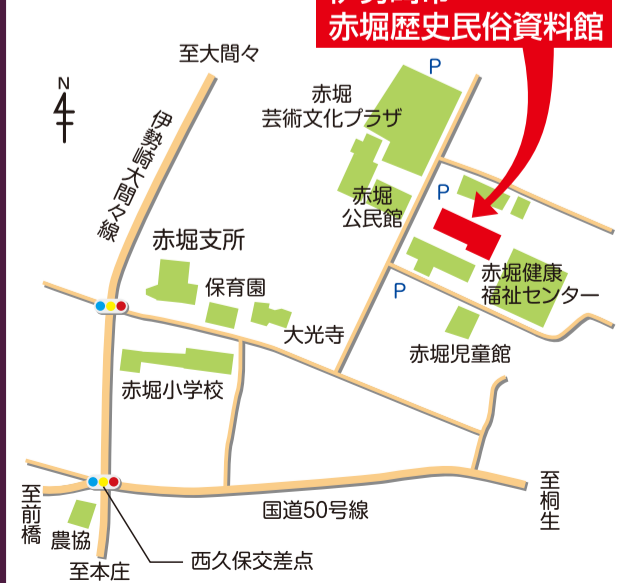 赤堀歴史民俗資料館
至大間々
P
N
赤堀
芸術文化プラザ
伊勢崎大間々線
P
赤堀
公民館
赤堀支所
赤堀健康
福祉センター
保育園
P
大光寺
赤堀児童館
赤堀小学校
至前橋
国道50号線
至桐生
農協
西久保交差点
至本庄